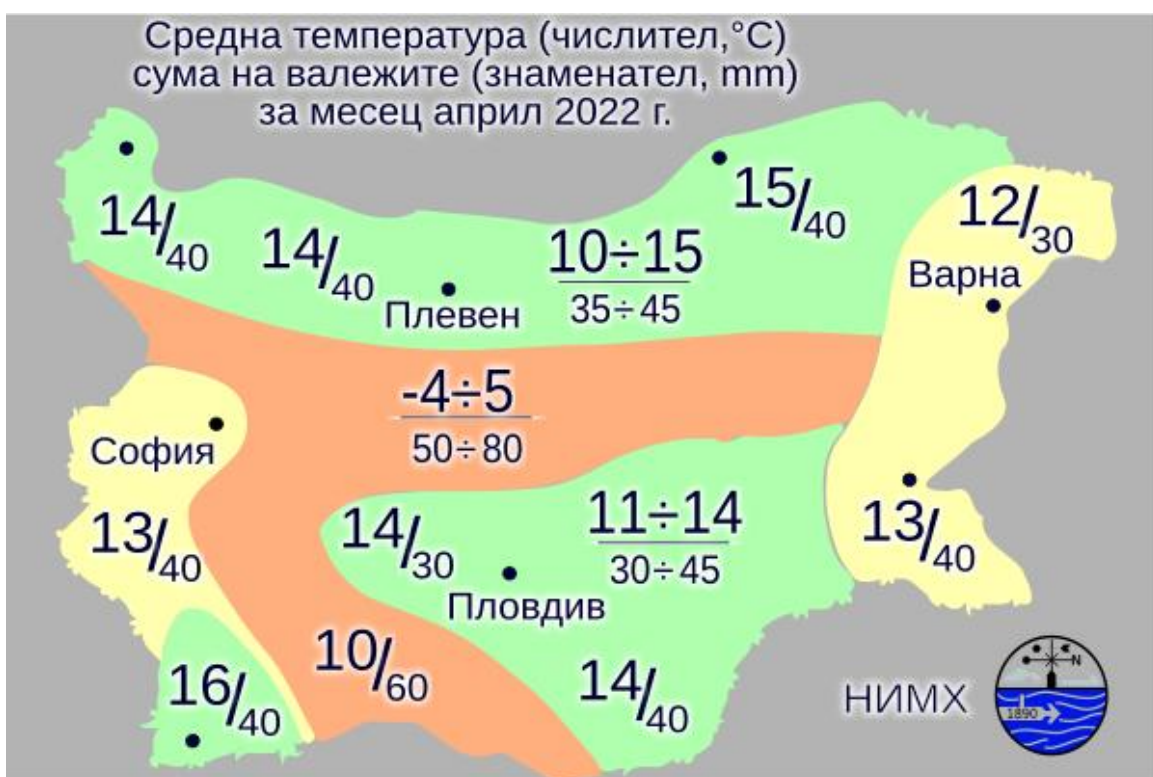 Средна температура (числител,°C)
сума на валежите (знаменател, mm)
за месец април 2022 г.
14/40
14/40
Плевен
10÷15
35÷45
15/40
12/30
Варна
-4÷5
50÷80
София
13/40
14/30
Пловдив
11÷14
30÷45
13/40
16/40
10/60
14/40
НИМХ
N
1890